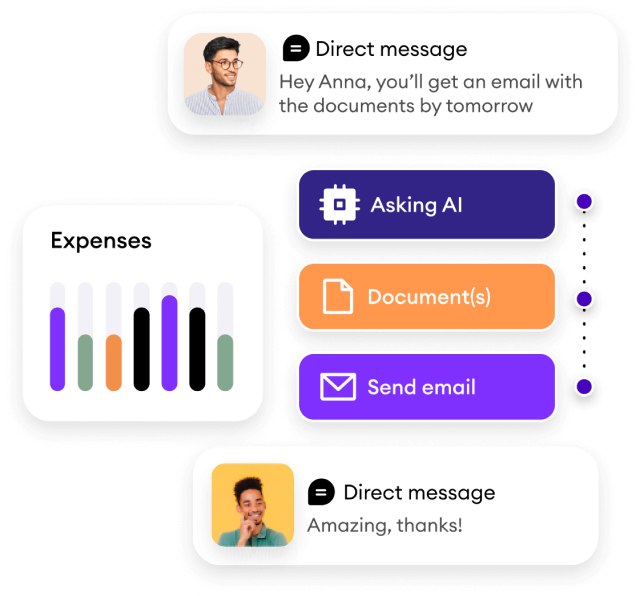 Direct message
Hey Anna, you’ll get an email with
the documents by tomorrow
Asking AI
Expenses
Document(s)
Send email
Direct message
Amazing, thanks!